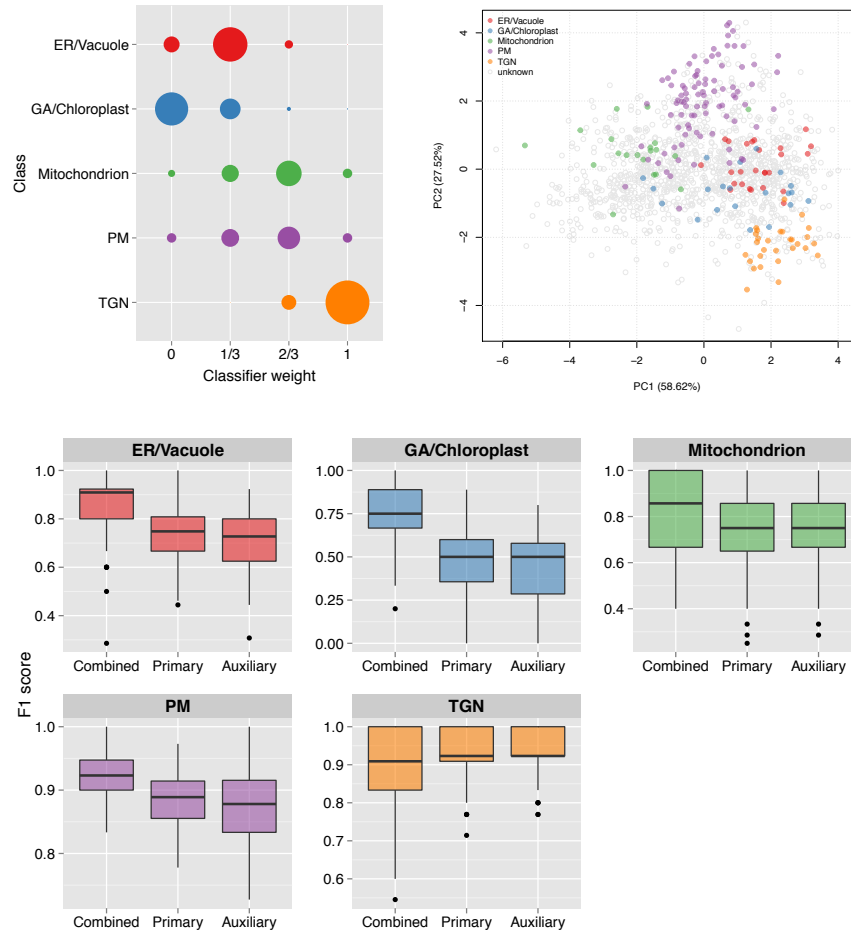 ER/Vacuole
GA/Chloroplast
Mitochondrion
PM
TGN
Class
0 1/3 2/3 1
Classifier weight
ER/Vacuole
GA/Chloroplast
Mitochondrion
PM
TGN
unknown
4
2
0
−2
−4
PC2 (27.52%)
−6 −4 −2 0 2 4
PC1 (58.62%)
F1 score
ER/Vacuole
1.0
0.8
0.6
0.4
Combined Primary Auxiliary
GA/Chloroplast
1.00
0.75
0.50
0.25
0.00
Combined Primary Auxiliary
Mitochondrion
1.0
0.8
0.6
0.4
Combined Primary Auxiliary
PM
1.0
0.9
0.8
Combined Primary Auxiliary
TGN
1.0
0.9
0.8
0.7
0.6
Combined Primary Auxiliary